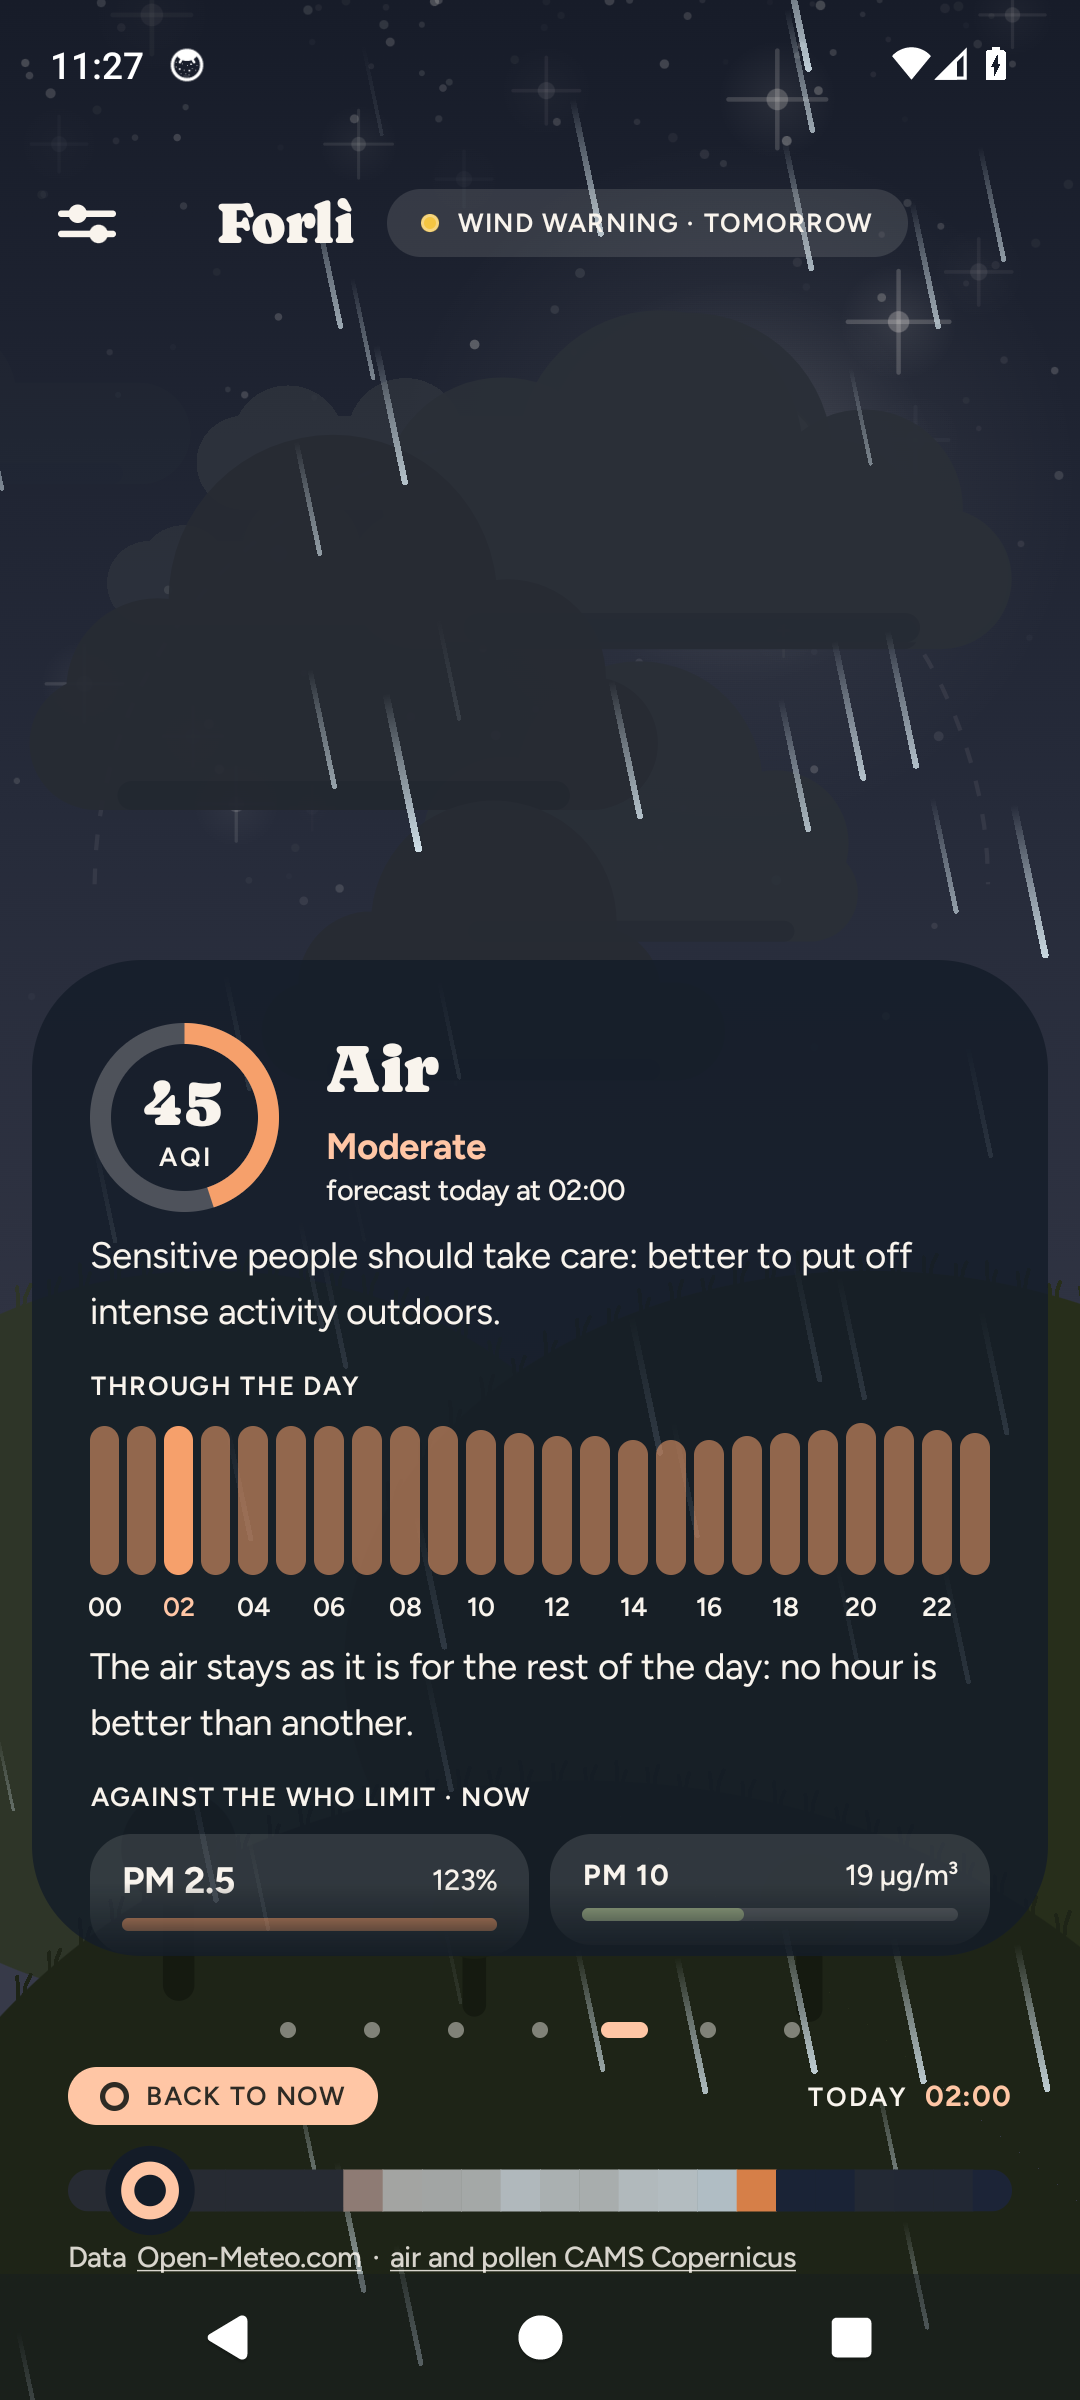 11:27
Forlì
WIND WARNING · TOMORROW
45
AQI
Air
Moderate
forecast today at 02:00
Sensitive people should take care: better to put off
intense activity outdoors.
THROUGH THE DAY
00 02 04 06 08 10 12 14 16 18 20 22
The air stays as it is for the rest of the day: no hour is
better than another.
AGAINST THE WHO LIMIT · NOW
PM 2.5 123%
PM 10 19 µg/m³
BACK TO NOW
TODAY 02:00
Data Open-Meteo.com · air and pollen CAMS Copernicus